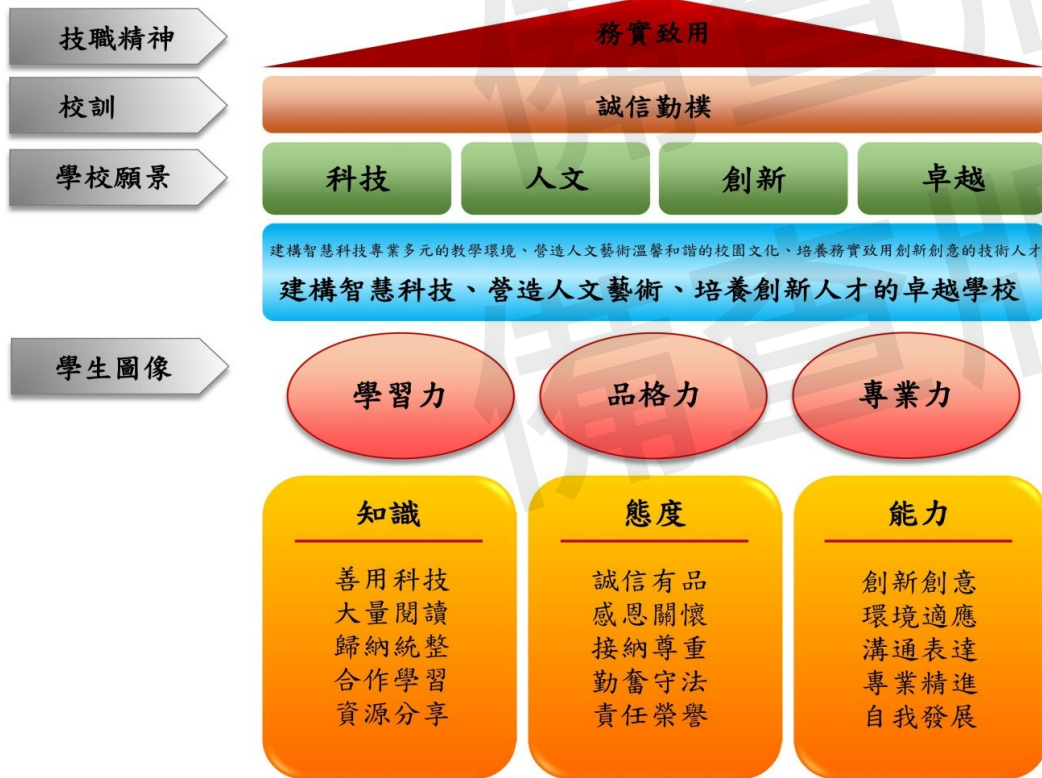 技職精神
務實致用
校訓
誠信勤樸
學校願景
科技
人文
創新
卓越
建構智慧科技專業多元的教學環境、營造人文藝術溫馨和諧的校園文化、培養務實致用創新創意的技術人才
建構智慧科技、營造人文藝術、培養創新人才的卓越學校
學生圖像
學習力
品格力
專業力
知識
善用科技
大量閱讀
歸納統整
合作學習
資源分享
態度
誠信有品
感恩關懷
接納尊重
勤奮守法
責任榮譽
能力
創新創意
環境適應
溝通表達
專業精進
自我發展